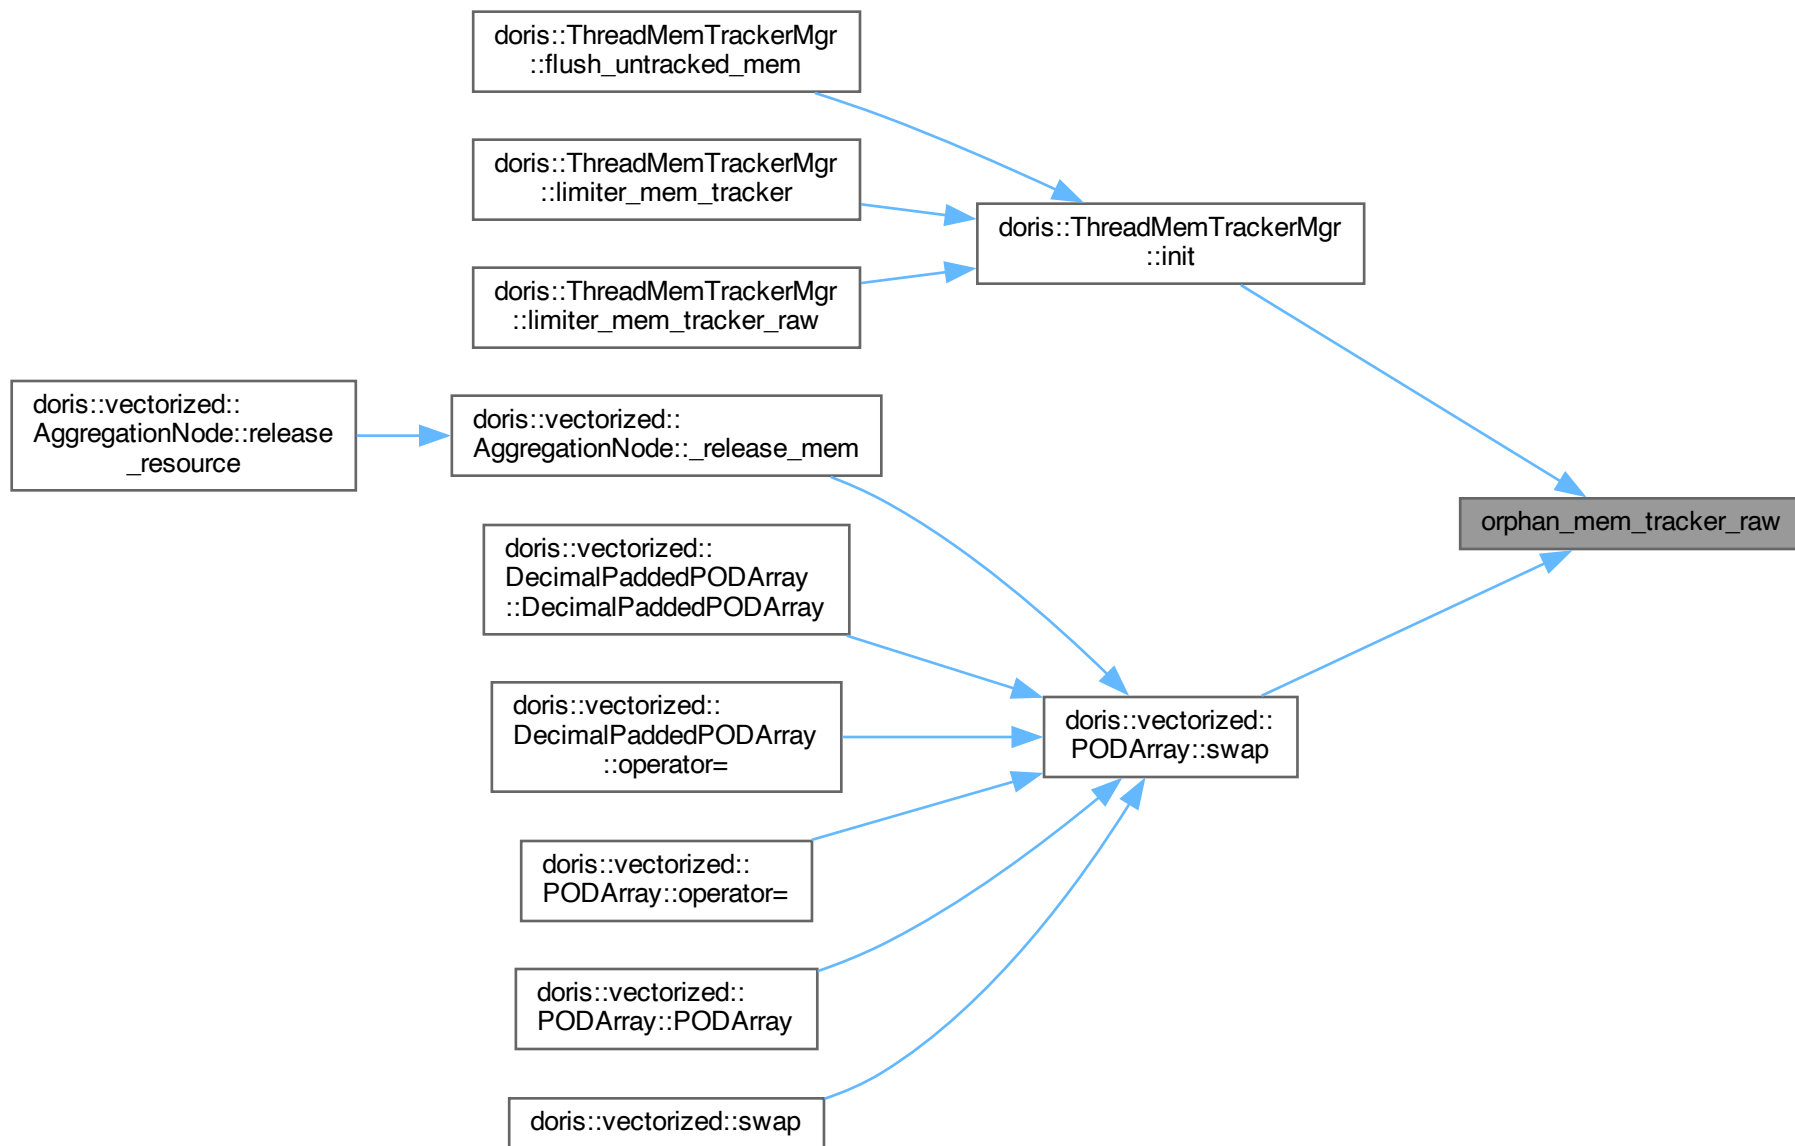 doris::ThreadMemTrackerMgr
::flush_untracked_mem
doris::ThreadMemTrackerMgr
::limiter_mem_tracker
doris::ThreadMemTrackerMgr
::init
doris::ThreadMemTrackerMgr
::limiter_mem_tracker_raw
doris::vectorized::
AggregationNode::release
_resource
doris::vectorized::
AggregationNode::_release_mem
orphan_mem_tracker_raw
doris::vectorized::
DecimalPaddedPODArray
::DecimalPaddedPODArray
doris::vectorized::
DecimalPaddedPODArray
::operator=
doris::vectorized::
PODArray::swap
doris::vectorized::
PODArray::operator=
doris::vectorized::
PODArray::PODArray
doris::vectorized::swap